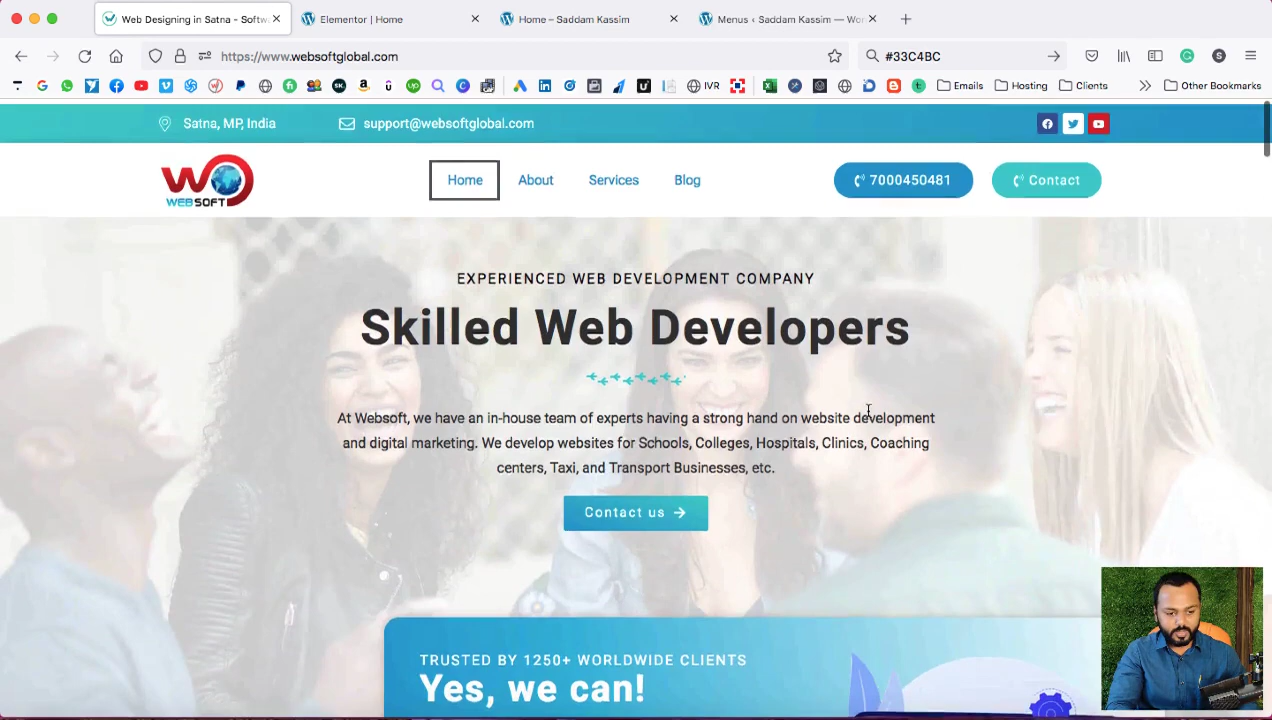 Web Designing in Satna - Softw
Elementor | Home
Home – Saddam Kassim
Menus ‹ Saddam Kassim — Wor
https://www.websoftglobal.com
#33C4BC
IVR
Emails
Hosting
Clients
Other Bookmarks
Satna, MP, India
support@websoftglobal.com
WEBSOFT
Home
About
Services
Blog
7000450481
Contact
EXPERIENCED WEB DEVELOPMENT COMPANY
Skilled Web Developers
At Websoft, we have an in-house team of experts having a strong hand on website development
and digital marketing. We develop websites for Schools, Colleges, Hospitals, Clinics, Coaching
centers, Taxi, and Transport Businesses, etc.
Contact us
TRUSTED BY 1250+ WORLDWIDE CLIENTS
Yes, we can!